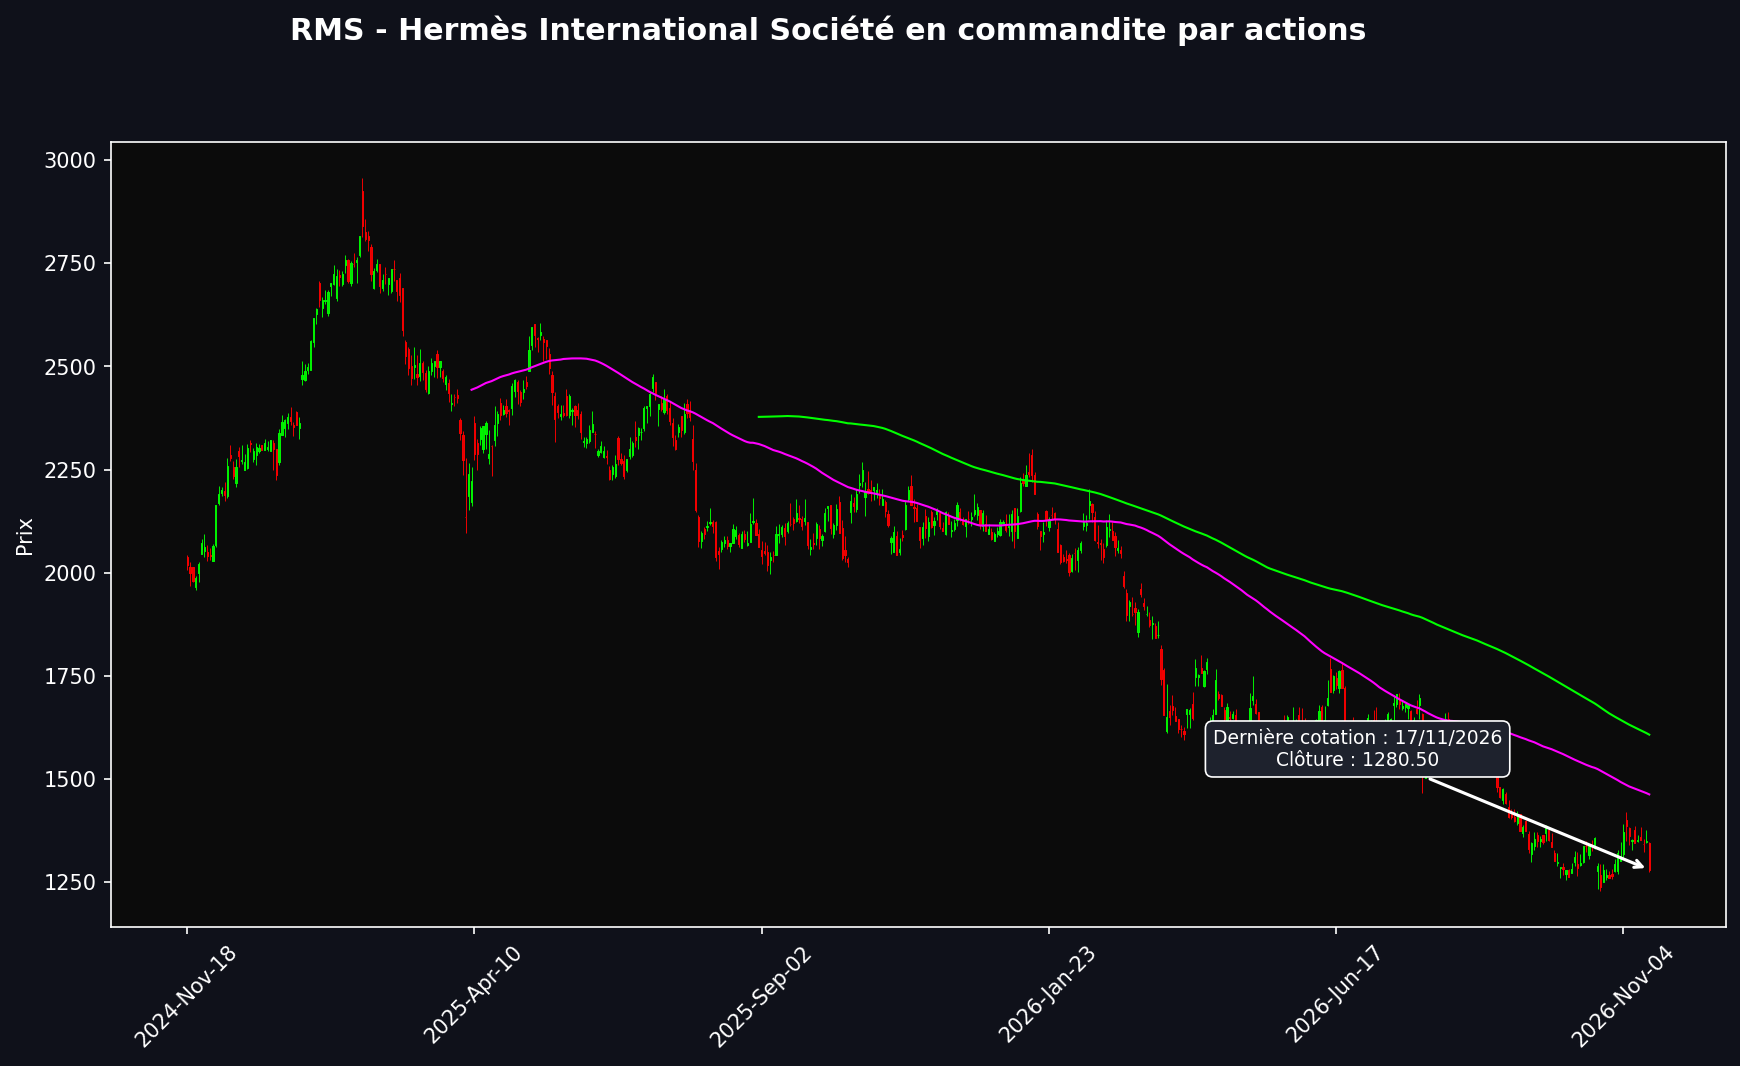 RMS - Hermès International Société en commandite par actions
Prix
3000
2750
2500
2250
2000
1750
1500
1250
Dernière cotation : 17/11/2026
Clôture : 1280.50
2024-Nov-18
2025-Apr-10
2025-Sep-02
2026-Jan-23
2026-Jun-17
2026-Nov-04